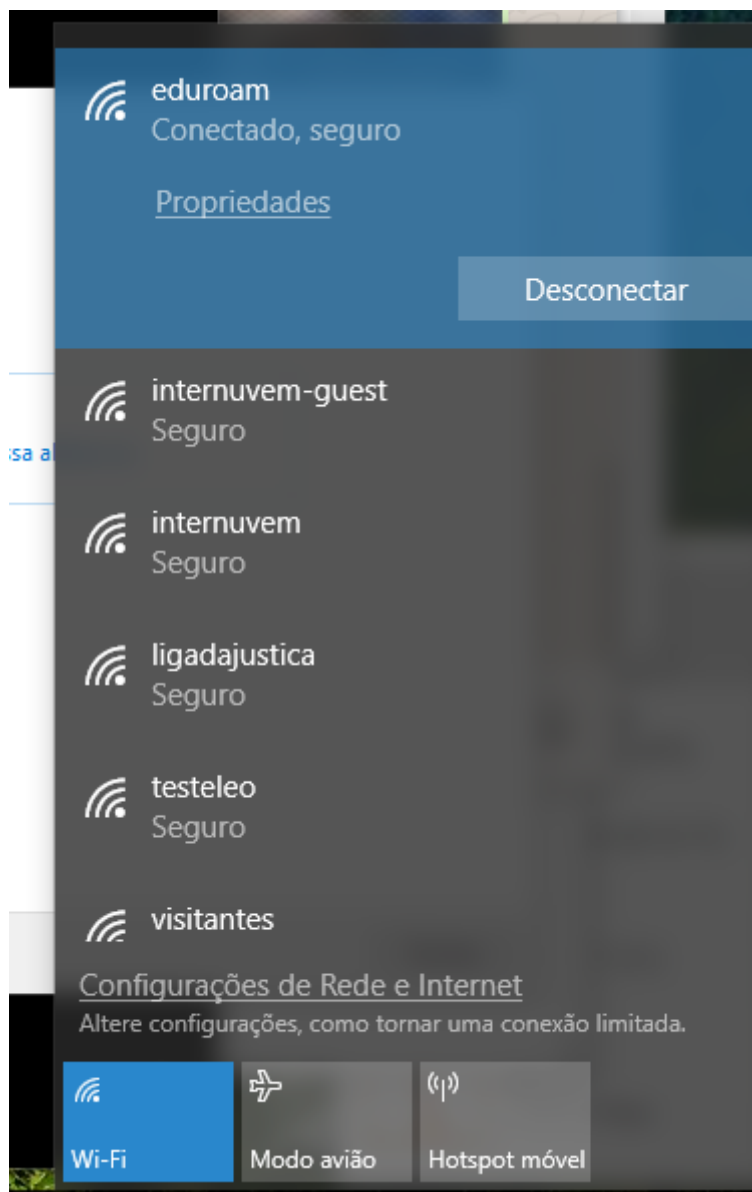 eduroam
Conectado, seguro
Propriedades
Desconectar
internuvem-guest
Seguro
internuvem
Seguro
ligadajustica
Seguro
testeleo
Seguro
visitantes
Configurações de Rede e Internet
Altere configurações, como tornar uma conexão limitada.
Wi-Fi
Modo avião
Hotspot móvel